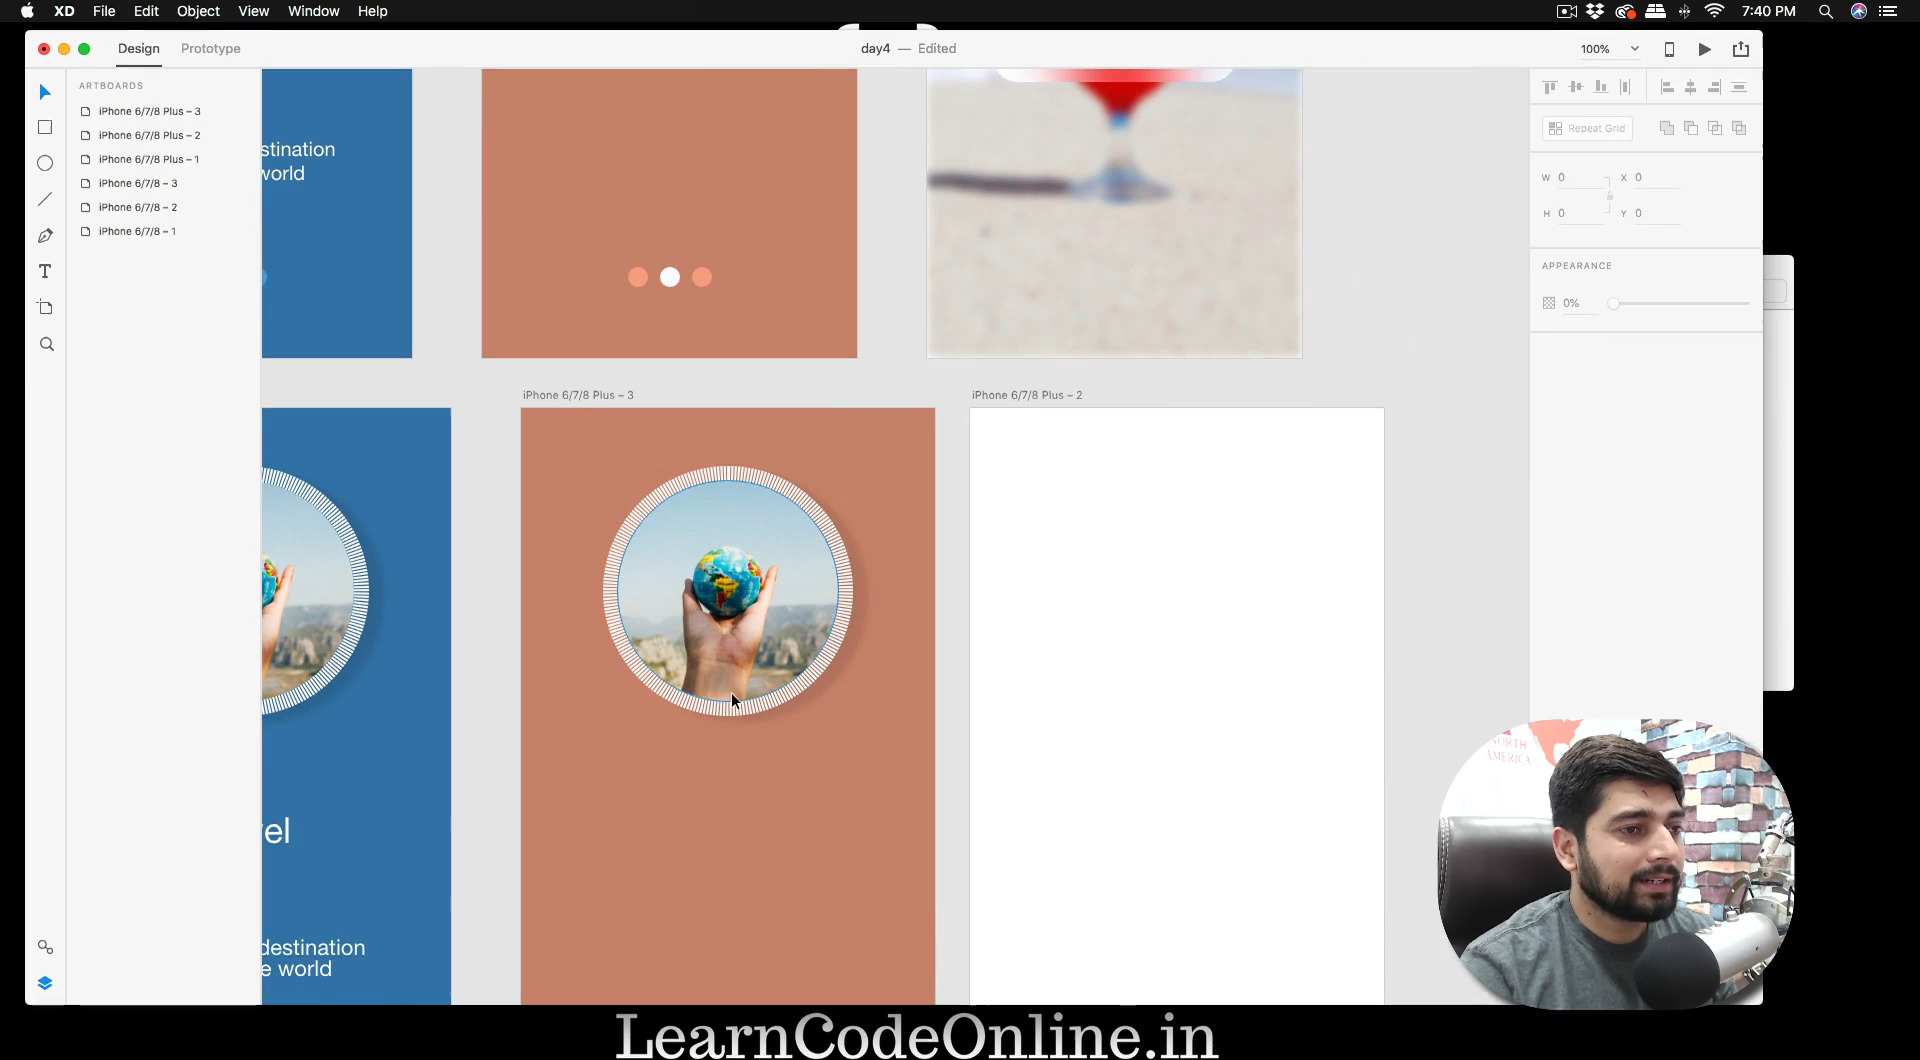 XD File Edit Object View Window Help
7:40 PM
Design Prototype
day4 — Edited
100%
ARTBOARDS
iPhone 6/7/8 Plus – 3
iPhone 6/7/8 Plus – 2
iPhone 6/7/8 Plus – 1
iPhone 6/7/8 – 3
iPhone 6/7/8 – 2
iPhone 6/7/8 – 1
stination
world
Repeat Grid
W 0 X 0
H 0 Y 0
APPEARANCE
0%
iPhone 6/7/8 Plus – 3
iPhone 6/7/8 Plus – 2
el
destination
e world
NORTH
AMERICA
LearnCodeOnline.in